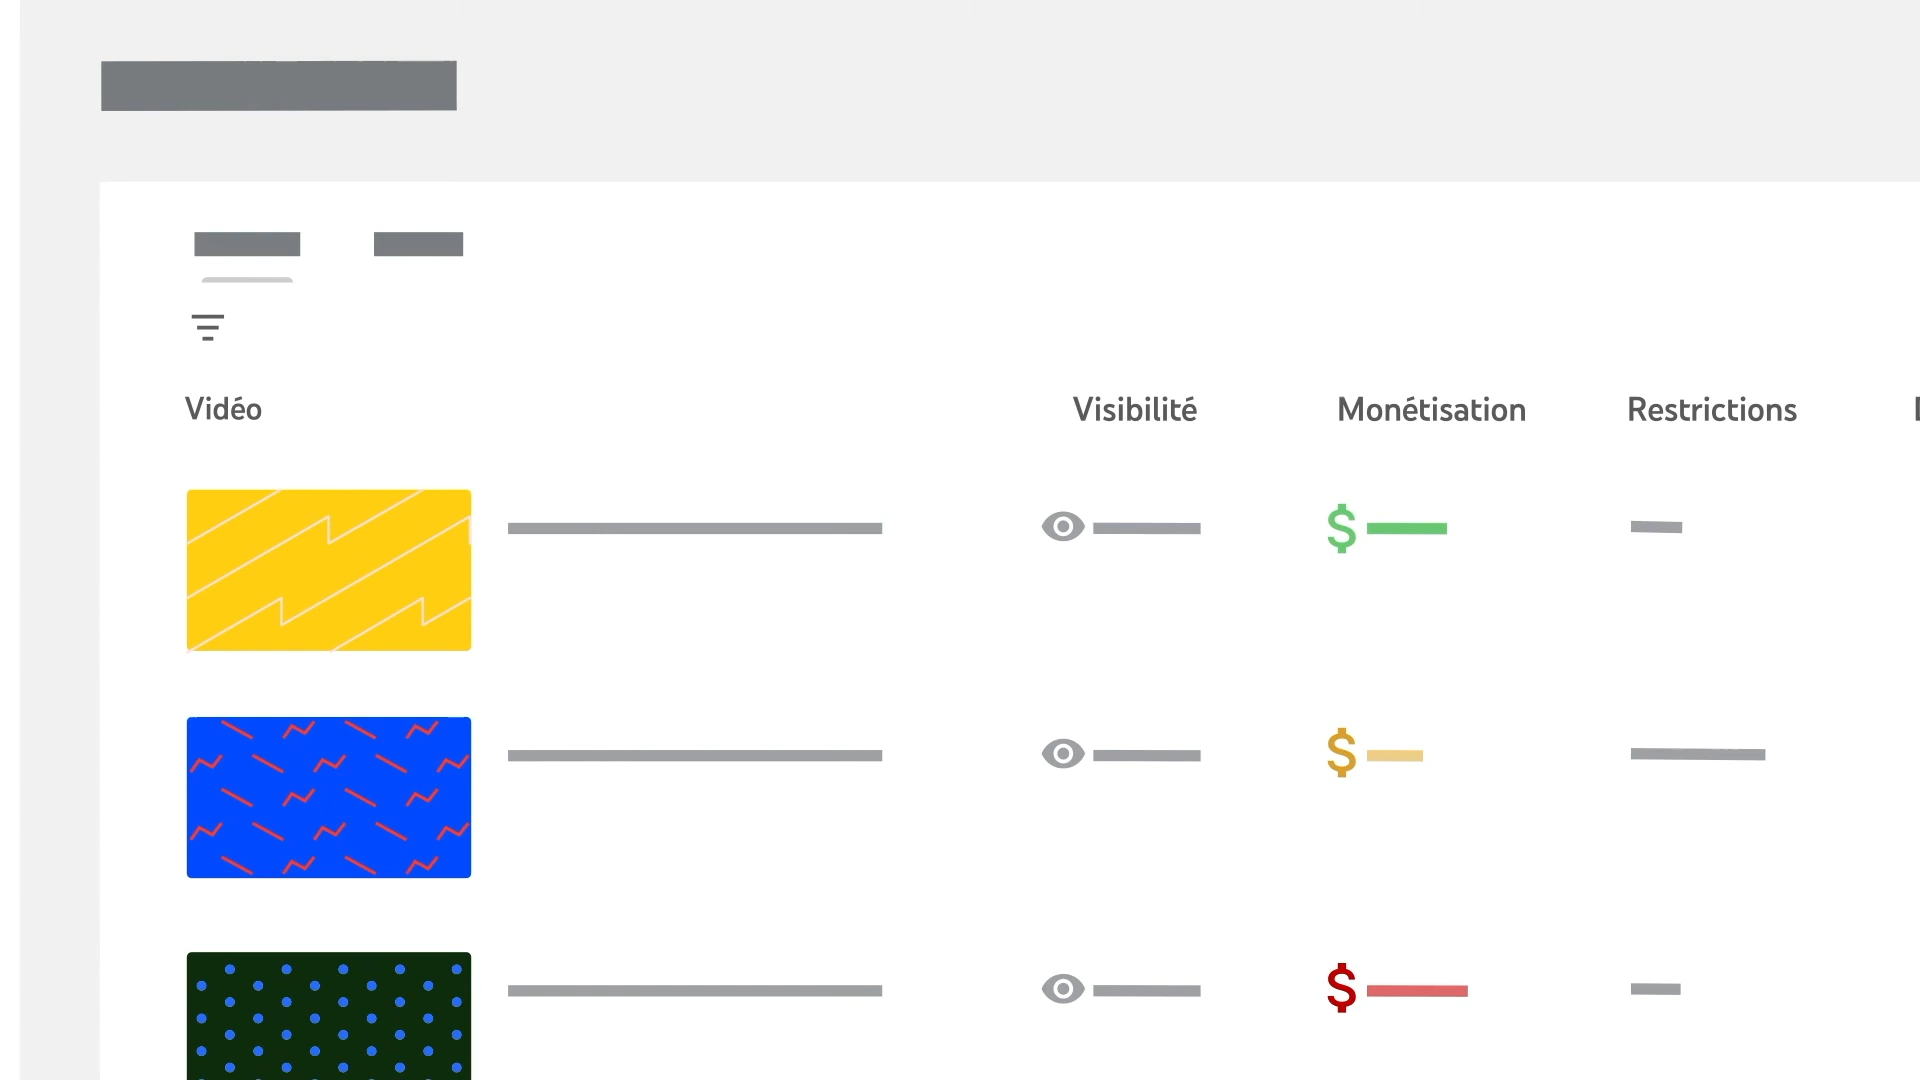 Vidéo
Visibilité
Monétisation
Restrictions
$
$
$